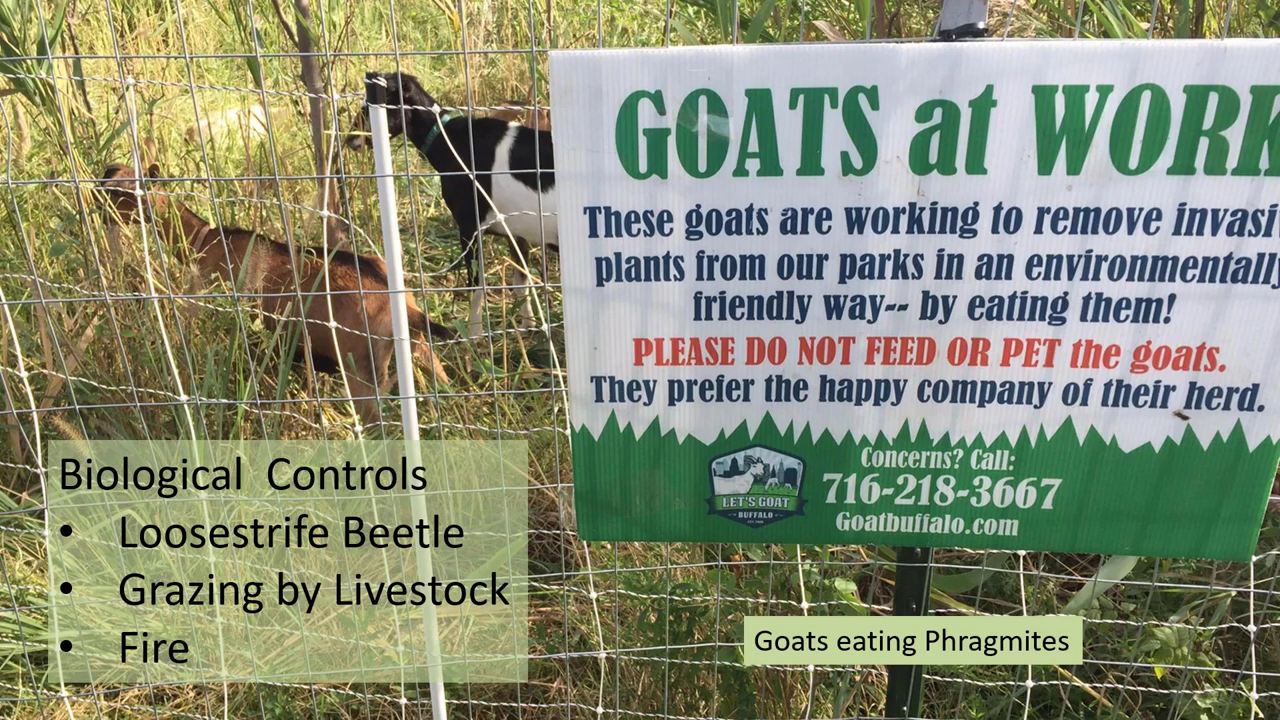 GOATS at WORK
These goats are working to remove invasi
plants from our parks in an environmentally
friendly way-- by eating them!
PLEASE DO NOT FEED OR PET the goats.
They prefer the happy company of their herd.
Concerns? Call:
716-218-3667
Goatbuffalo.com
LET'S GOAT
BUFFALO
Biological Controls
• Loosestrife Beetle
• Grazing by Livestock
• Fire
Goats eating Phragmites